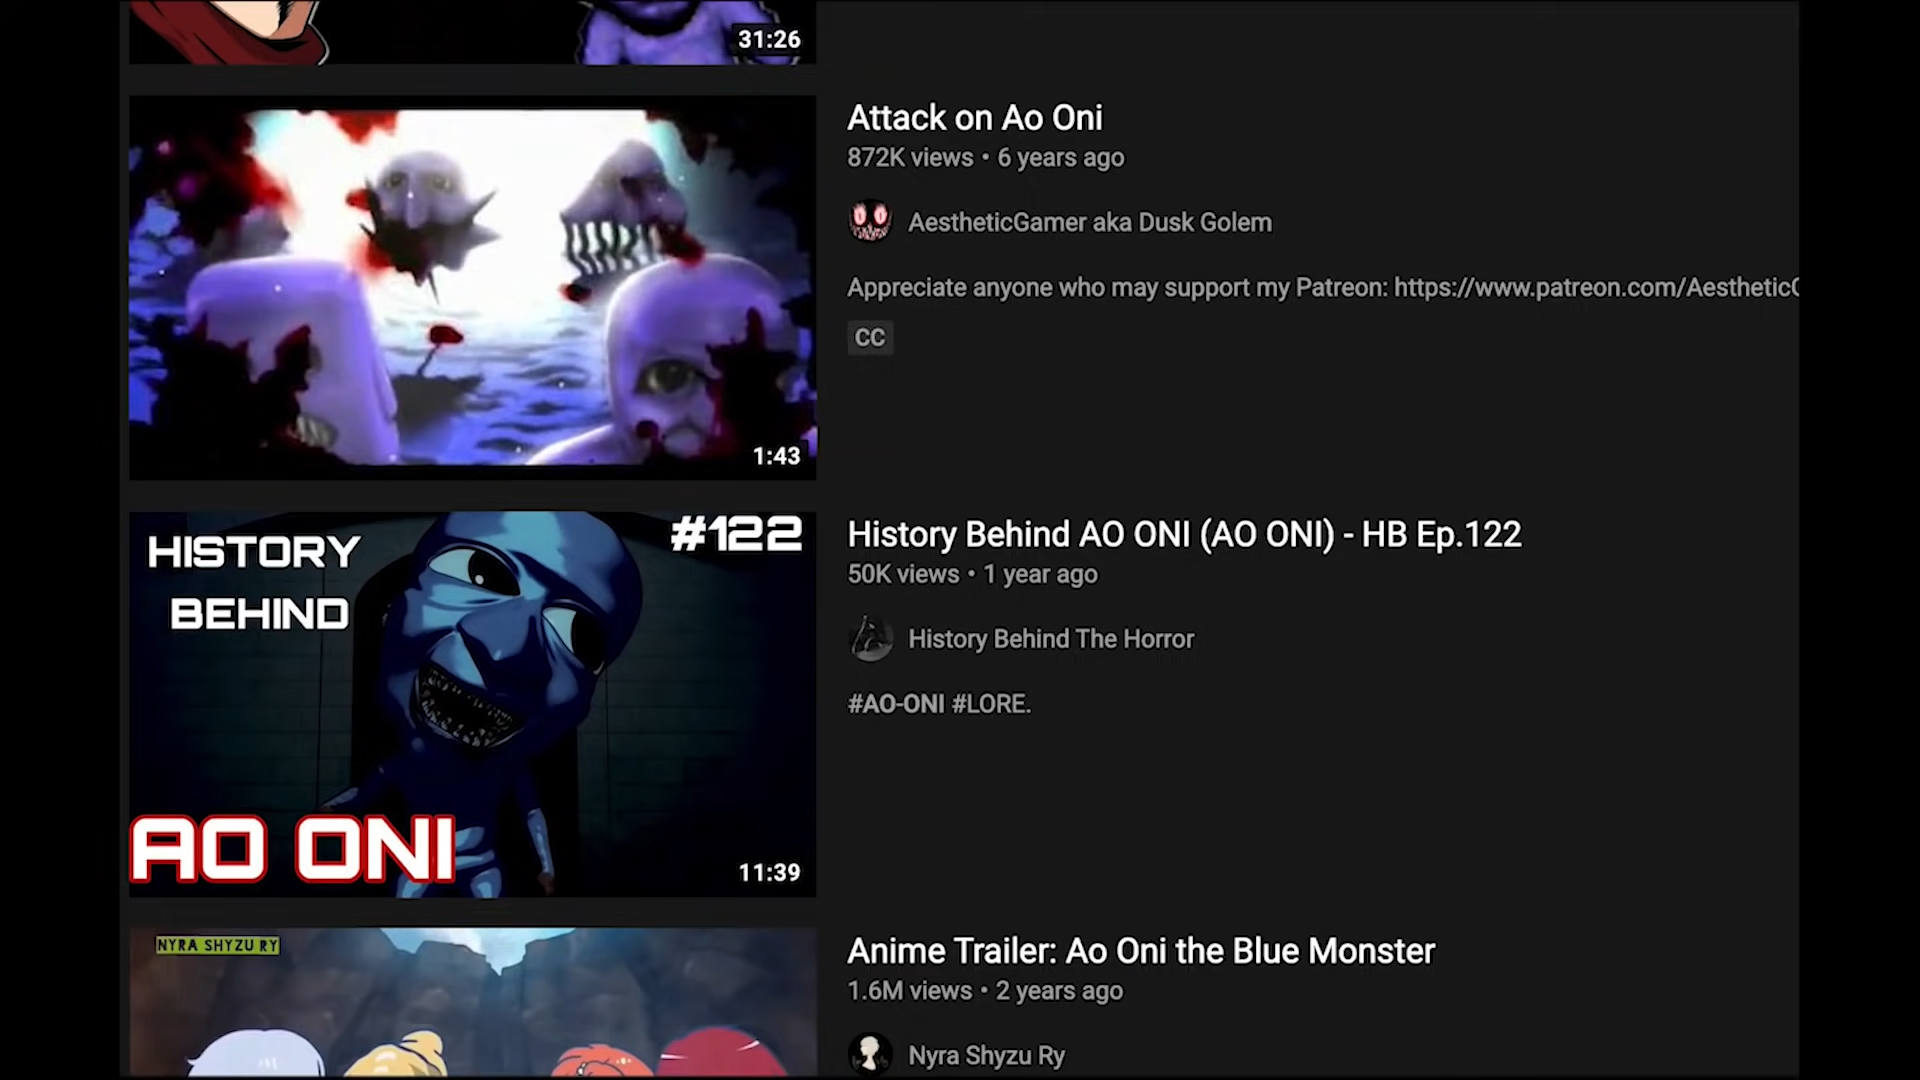 31:26
Attack on Ao Oni
872K views • 6 years ago
AestheticGamer aka Dusk Golem
Appreciate anyone who may support my Patreon: https://www.patreon.com/Aesthetic
CC
1:43
HISTORY
BEHIND
#122
AO ONI
11:39
History Behind AO ONI (AO ONI) - HB Ep.122
50K views • 1 year ago
History Behind The Horror
#AO-ONI #LORE.
NYRA SHYZU RY
Anime Trailer: Ao Oni the Blue Monster
1.6M views • 2 years ago
Nyra Shyzu Ry